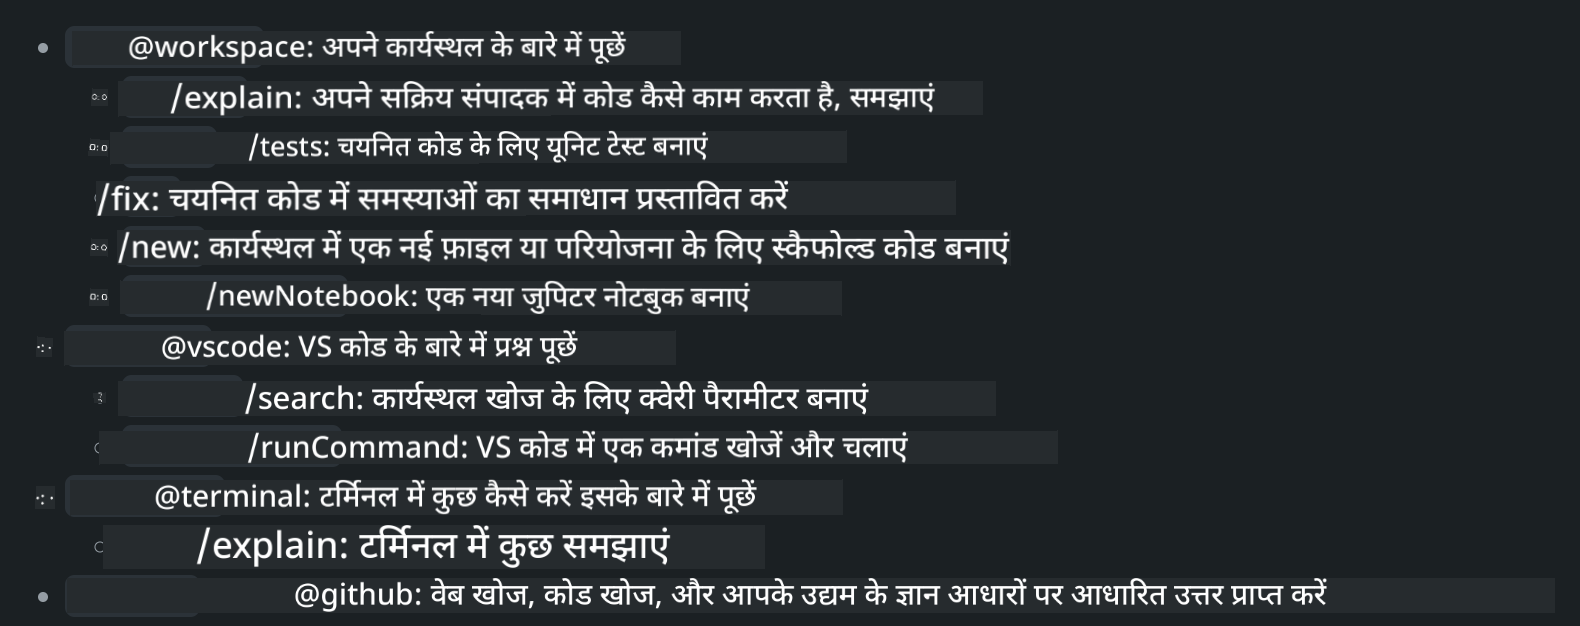 @workspace: अपने कार्यस्थल के बारे में पूछें
/explain: अपने सक्रिय संपादक में कोड कैसे काम करता है, समझाएं
/tests: चयनित कोड के लिए यूनिट टेस्ट बनाएं
/fix: चयनित कोड में समस्याओं का समाधान प्रस्तावित करें
/new: कार्यस्थल में एक नई फ़ाइल या परियोजना के लिए स्कैफोल्ड कोड बनाएं
/newNotebook: एक नया जुपिटर नोटबुक बनाएं
@vscode: VS कोड के बारे में प्रश्न पूछें
/search: कार्यस्थल खोज के लिए क्वेरी पैरामीटर बनाएं
/runCommand: VS कोड में एक कमांड खोजें और चलाएं
@terminal: टर्मिनल में कुछ कैसे करें इसके बारे में पूछें
/explain: टर्मिनल में कुछ समझाएं
@github: वेब खोज, कोड खोज, और आपके उद्यम के ज्ञान आधारों पर आधारित उत्तर प्राप्त करें